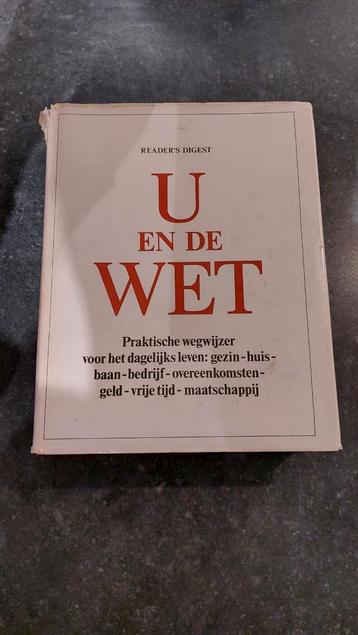 READER'S DIGEST
U
EN DE
WET
Praktische wegwijzer
voor het dagelijks leven: gezin-huis-
baan-bedrijf-overeenkomsten-
geld-vrije tijd-maatschappij